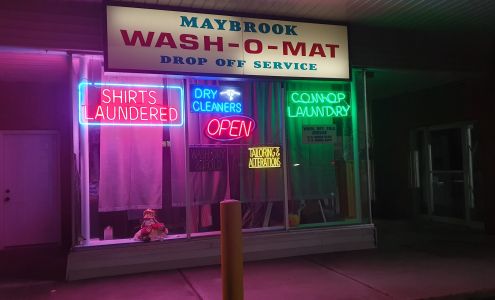 MAYBROOK
WASH-O-MAT
DROP OFF SERVICE
SHIRTS
LAUNDERED
DRY
CLEANERS
OPEN
COIN-OP
LAUNDRY
TAILORING &
ALTERATIONS